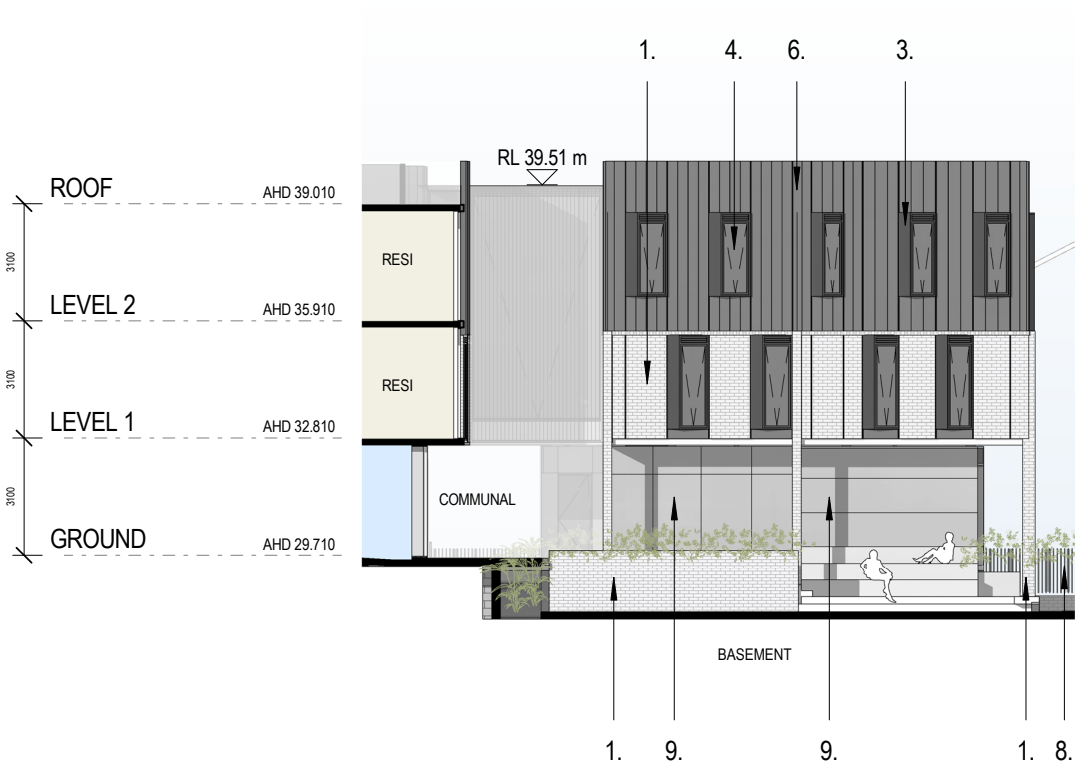 1. 4. 6. 3.
RL 39.51 m
ROOF AHD 39.010
3100
RESI
LEVEL 2 AHD 35.910
3100
RESI
LEVEL 1 AHD 32.810
3100
COMMUNAL
GROUND AHD 29.710
BASEMENT
1. 9. 9. 1. 8.